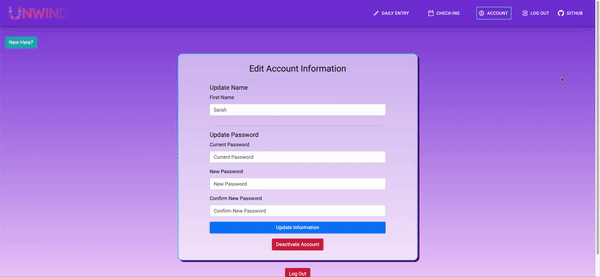 UNWIND
DAILY ENTRY
CHECK-INS
ACCOUNT
LOG OUT
GITHUB
New Here?
Edit Account Information
Update Name
First Name
Sarah
Update Password
Current Password
Current Password
New Password
New Password
Confirm New Password
Confirm New Password
Update Information
Deactivate Account
Log Out